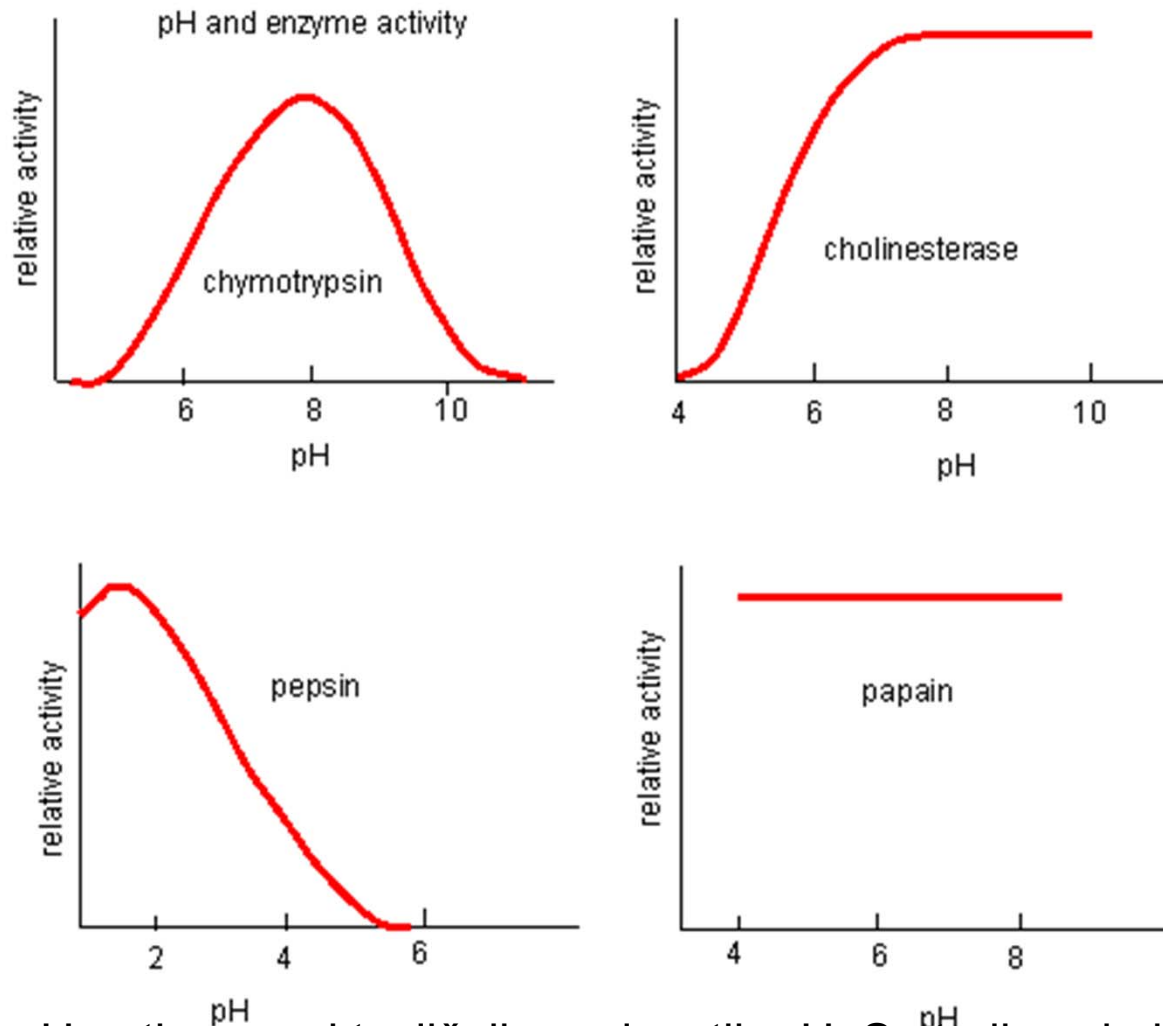 pH and enzyme activity
relative activity
chymotrypsin
6 8 10
pH
relative activity
cholinesterase
4 6 8 10
pH
relative activity
pepsin
2 4 6
pH
relative activity
papain
4 6 8
pH